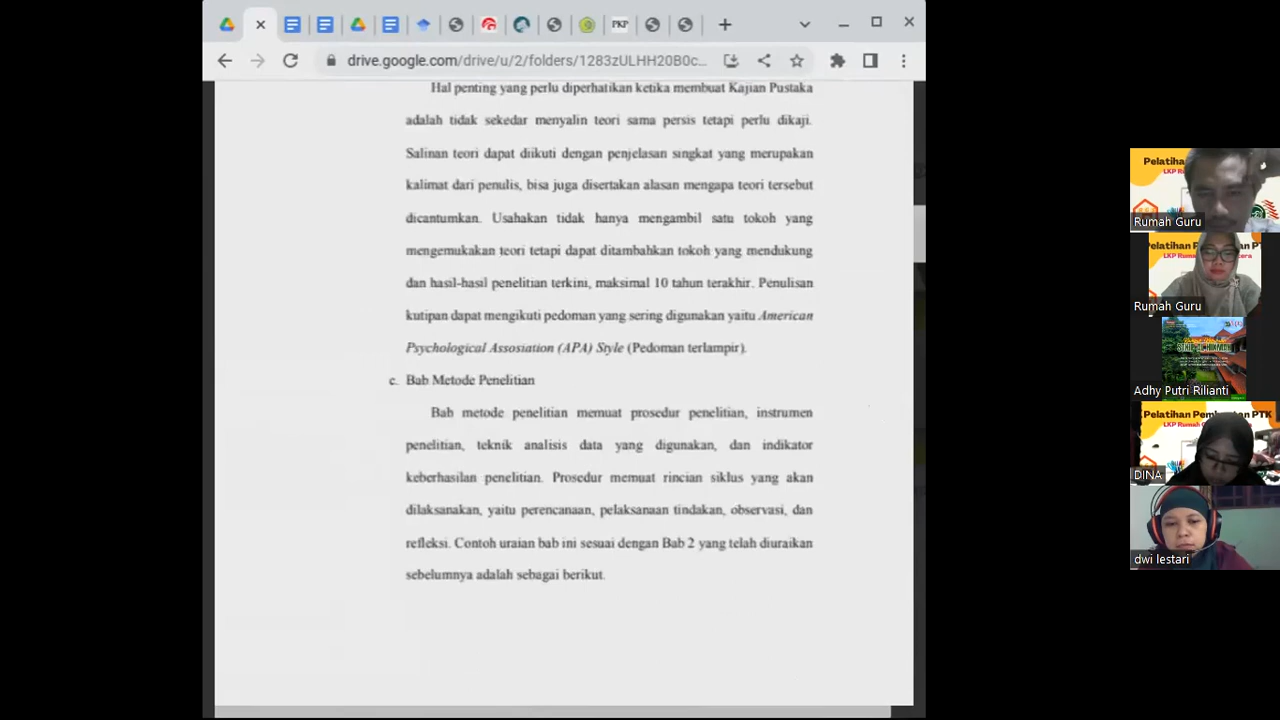 PKP
drive.google.com/drive/u/2/folders/1283zULHH20B0c...
Hal penting yang perlu diperhatikan ketika membuat Kajian Pustaka
adalah tidak sekedar menyalin teori sama persis tetapi perlu dikaji.
Salinan teori dapat diikuti dengan penjelasan singkat yang merupakan
kalimat dari penulis, bisa juga disertakan alasan mengapa teori tersebut
dicantumkan. Usahakan tidak hanya mengambil satu tokoh yang
mengemukakan teori tetapi dapat ditambahkan tokoh yang mendukung
dan hasil-hasil penelitian terkini, maksimal 10 tahun terakhir. Penulisan
kutipan dapat mengikuti pedoman yang sering digunakan yaitu American
Psychological Assosiation (APA) Style (Pedoman terlampir).
c. Bab Metode Penelitian
Bab metode penelitian memuat prosedur penelitian, instrumen
penelitian, teknik analisis data yang digunakan, dan indikator
keberhasilan penelitian. Prosedur memuat rincian siklus yang akan
dilaksanakan, yaitu perencanaan, pelaksanaan tindakan, observasi, dan
refleksi. Contoh uraian bab ini sesuai dengan Bab 2 yang telah diuraikan
sebelumnya adalah sebagai berikut.
Pelatihan
Rumah Guru
Rumah Guru
Adhy Putri Rilianti
Pelatihan Pembuatan PTK
DINA
dwi lestari